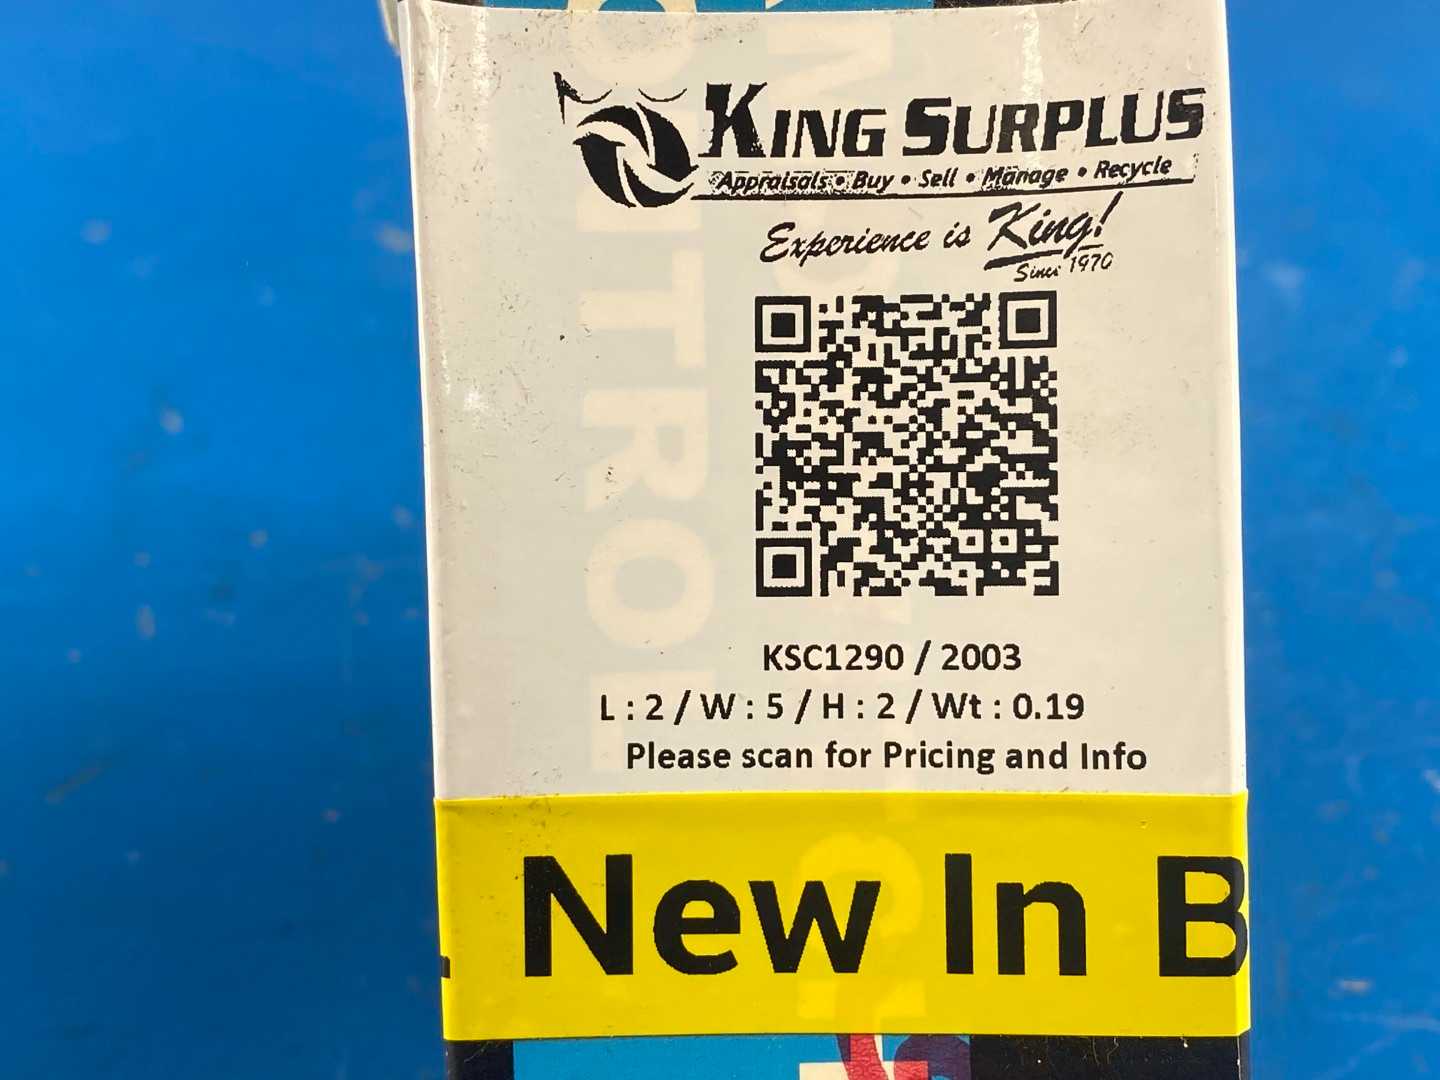 KING SURPLUS
Appraisals • Buy • Sell • Manage • Recycle
Experience is King!
Since 1970
KSC1290 / 2003
L : 2 / W : 5 / H : 2 / Wt : 0.19
Please scan for Pricing and Info
New In B
ONTROL